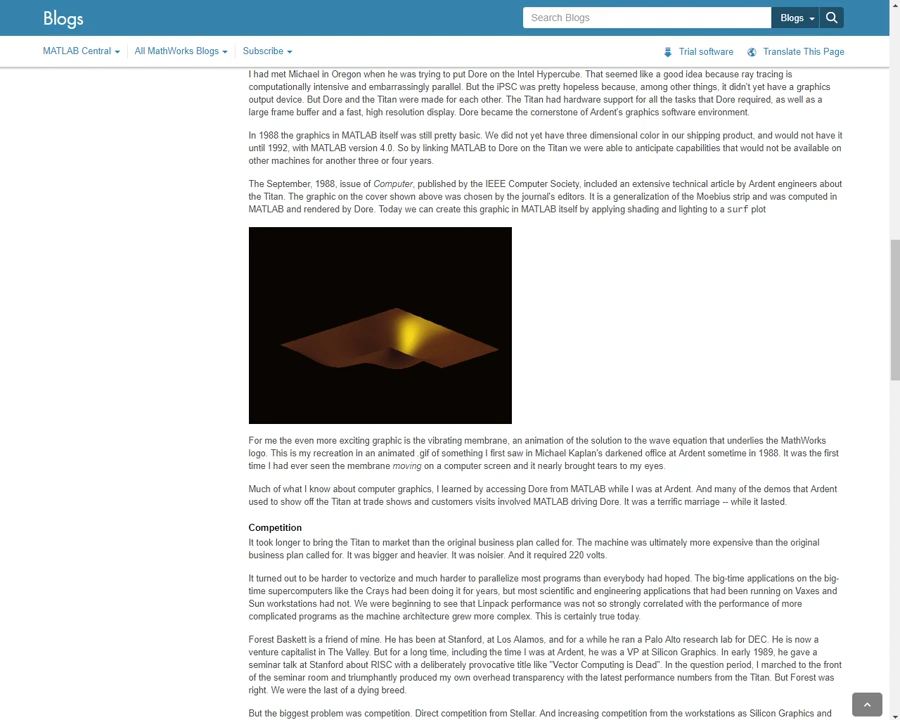 Blogs
Search Blogs
Blogs
MATLAB Central
All MathWorks Blogs
Subscribe
Trial software
Translate This Page
I had met Michael in Oregon when he was trying to put Dore on the Intel Hypercube. That seemed like a good idea because ray tracing is
computationally intensive and embarrassingly parallel. But the iPSC was pretty hopeless because, among other things, it didn't yet have a graphics
output device. But Dore and the Titan were made for each other. The Titan had hardware support for all the tasks that Dore required, as well as a
large frame buffer and a fast, high resolution display. Dore became the cornerstone of Ardent's graphics software environment.
In 1988 the graphics in MATLAB itself was still pretty basic. We did not yet have three dimensional color in our shipping product, and would not have it
until 1992, with MATLAB version 4.0. So by linking MATLAB to Dore on the Titan we were able to anticipate capabilities that would not be available on
other machines for another three or four years.
The September, 1988, issue of Computer, published by the IEEE Computer Society, included an extensive technical article by Ardent engineers about
the Titan. The graphic on the cover shown above was chosen by the journal's editors. It is a generalization of the Moebius strip and was computed in
MATLAB and rendered by Dore. Today we can create this graphic in MATLAB itself by applying shading and lighting to a surf plot
For me the even more exciting graphic is the vibrating membrane, an animation of the solution to the wave equation that underlies the MathWorks
logo. This is my recreation in an animated .gif of something I first saw in Michael Kaplan's darkened office at Ardent sometime in 1988. It was the first
time I had ever seen the membrane moving on a computer screen and it nearly brought tears to my eyes.
Much of what I know about computer graphics, I learned by accessing Dore from MATLAB while I was at Ardent. And many of the demos that Ardent
used to show off the Titan at trade shows and customers visits involved MATLAB driving Dore. It was a terrific marriage -- while it lasted.
Competition
It took longer to bring the Titan to market than the original business plan called for. The machine was ultimately more expensive than the original
business plan called for. It was bigger and heavier. It was noisier. And it required 220 volts.
It turned out to be harder to vectorize and much harder to parallelize most programs than everybody had hoped. The big-time applications on the big-
time supercomputers like the Crays had been doing it for years, but most scientific and engineering applications that had been running on Vaxes and
Sun workstations had not. We were beginning to see that Linpack performance was not so strongly correlated with the performance of more
complicated programs as the machine architecture grew more complex. This is certainly true today.
Forest Baskett is a friend of mine. He has been at Stanford, at Los Alamos, and for a while he ran a Palo Alto research lab for DEC. He is now a
venture capitalist in The Valley. But for a long time, including the time I was at Ardent, he was a VP at Silicon Graphics. In early 1989, he gave a
seminar talk at Stanford about RISC with a deliberately provocative title like "Vector Computing is Dead". In the question period, I marched to the front
of the seminar room and triumphantly produced my own overhead transparency with the latest performance numbers from the Titan. But Forest was
right. We were the last of a dying breed.
But the biggest problem was competition. Direct competition from Stellar. And increasing competition from the workstations as Silicon Graphics and